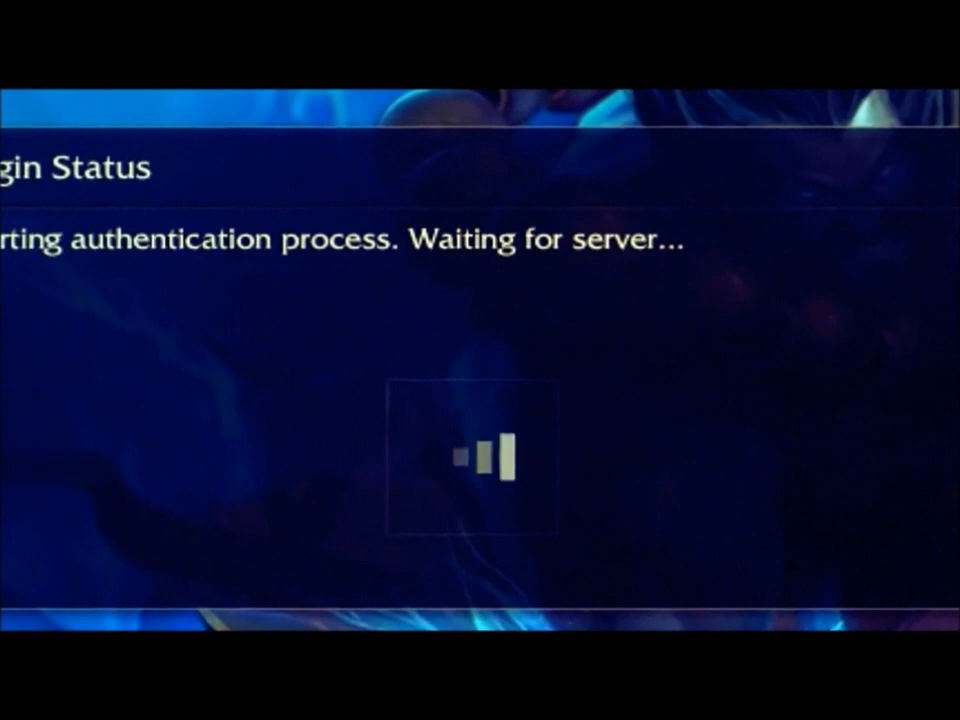 gin Status
rting authentication process. Waiting for server...